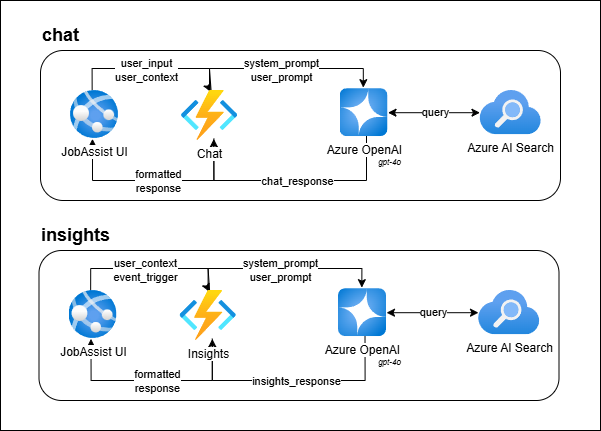 chat
user_input
user_context
system_prompt
user_prompt
query
JobAssist UI
Chat
Azure OpenAI
gpt-4o
Azure AI Search
formatted
response
chat_response
insights
user_context
event_trigger
system_prompt
user_prompt
query
JobAssist UI
Insights
Azure OpenAI
gpt-4o
Azure AI Search
formatted
response
insights_response